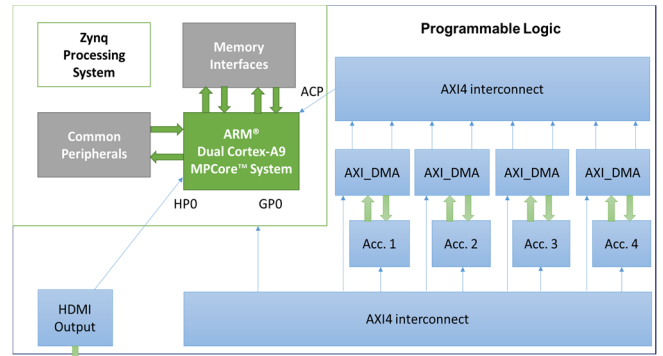 Zynq
Processing
System
Memory
Interfaces
Programmable Logic
ACP
AXI4 interconnect
Common
Peripherals
ARM®
Dual Cortex-A9
MPCore™ System
HP0
GP0
AXI_DMA
AXI_DMA
AXI_DMA
AXI_DMA
Acc. 1
Acc. 2
Acc. 3
Acc. 4
HDMI
Output
AXI4 interconnect